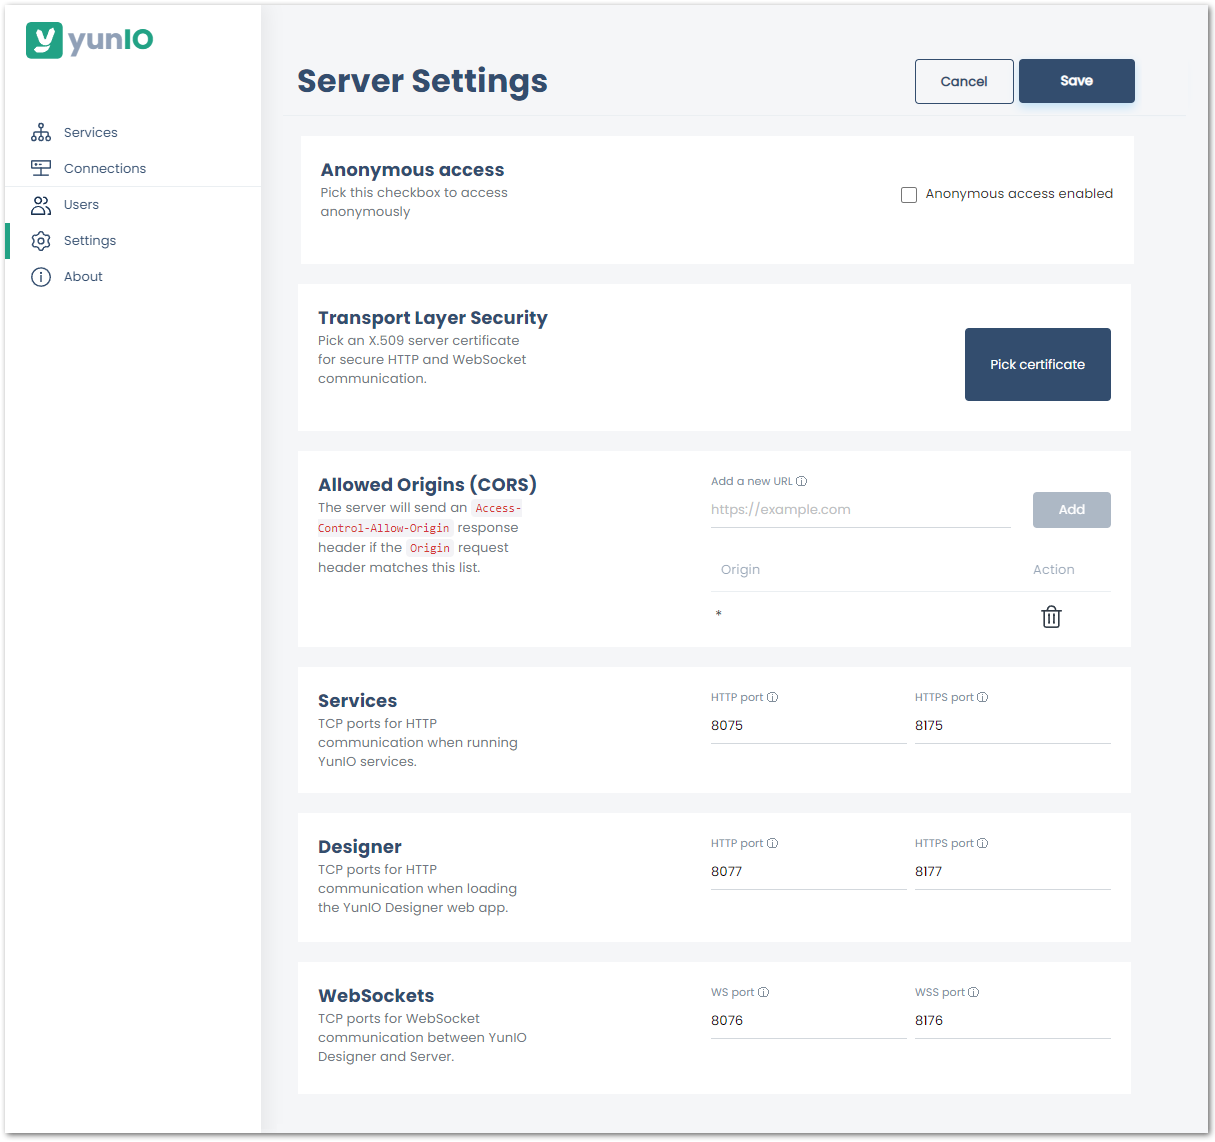 yunIO
Services
Connections
Users
Settings
About
Server Settings
Cancel
Save
Anonymous access
Pick this checkbox to access
anonymously
Anonymous access enabled
Transport Layer Security
Pick an X.509 server certificate
for secure HTTP and WebSocket
communication.
Pick certificate
Allowed Origins (CORS)
The server will send an Access-
Control-Allow-Origin response
header if the Origin request
header matches this list.
Add a new URL
https://example.com
Add
Origin Action
*
Services
TCP ports for HTTP
communication when running
YunIO services.
HTTP port
8075
HTTPS port
8175
Designer
TCP ports for HTTP
communication when loading
the YunIO Designer web app.
HTTP port
8077
HTTPS port
8177
WebSockets
TCP ports for WebSocket
communication between YunIO
Designer and Server.
WS port
8076
WSS port
8176